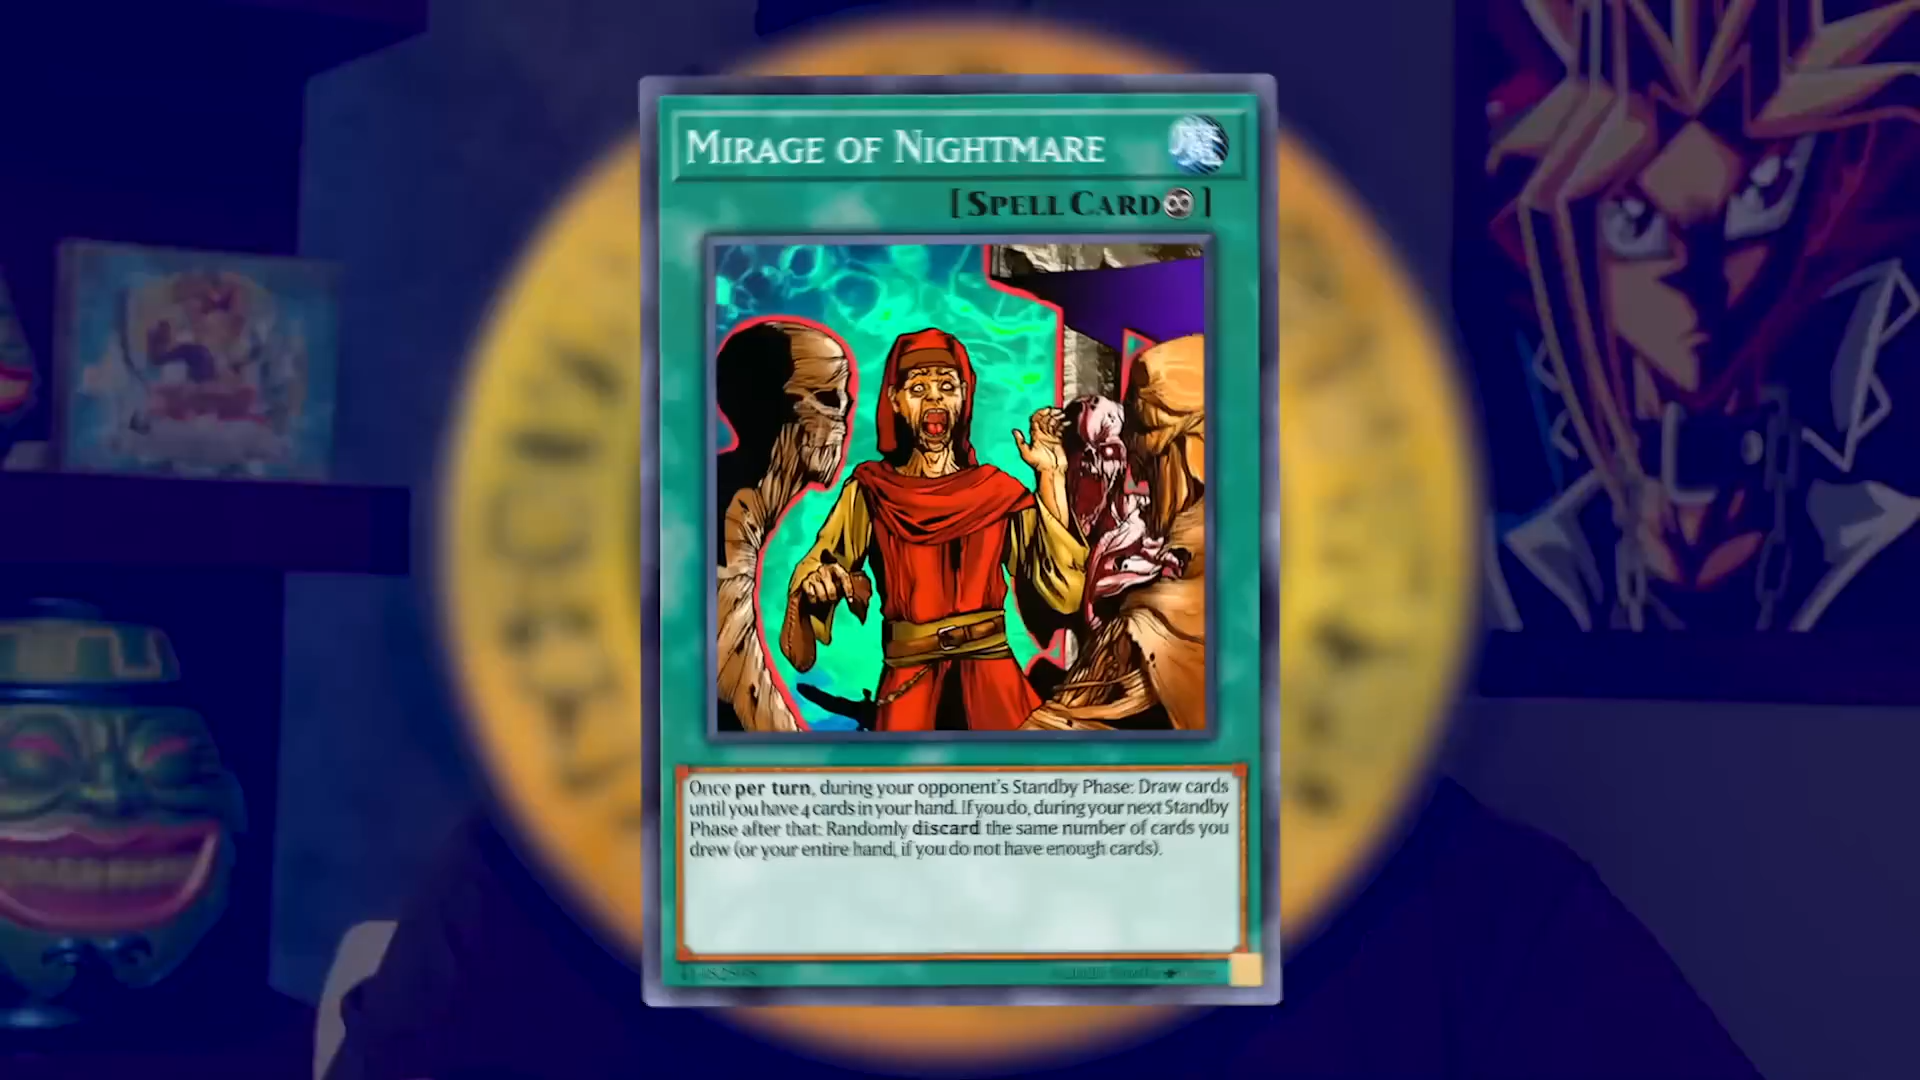 MIRAGE OF NIGHTMARE
[SPELL CARD]
Once per turn, during your opponent's Standby Phase: Draw cards
until you have 4 cards in your hand. If you do, during your next Standby
Phase after that: Randomly discard the same number of cards you
drew (or your entire hand, if you do not have enough cards).